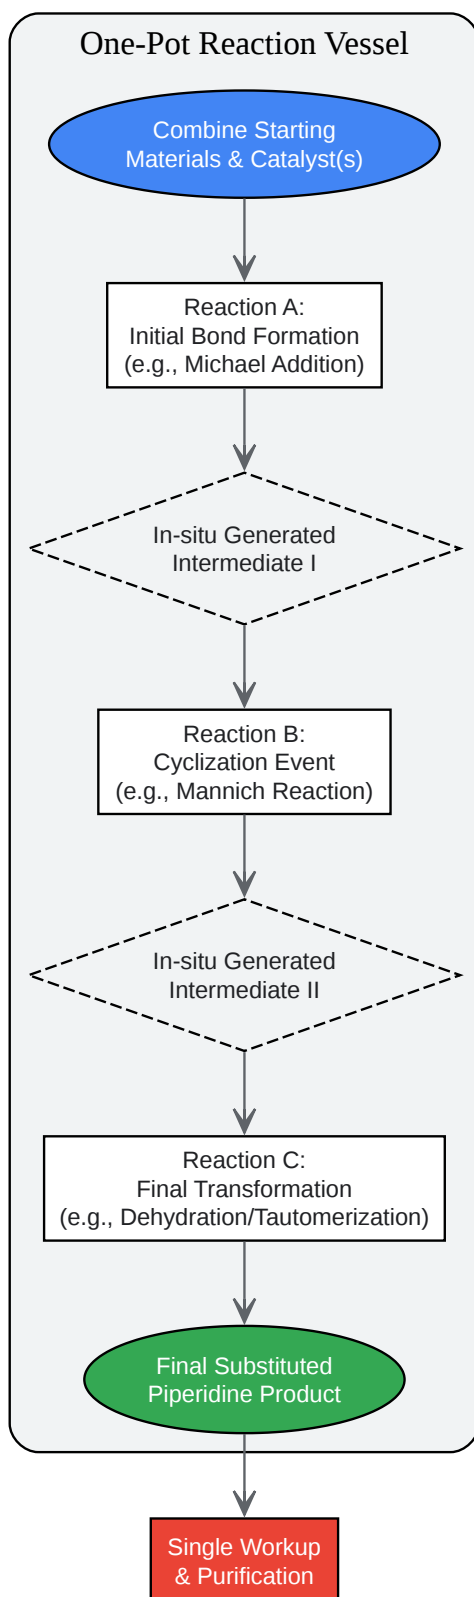 One-Pot Reaction Vessel
Combine Starting
Materials & Catalyst(s)
Reaction A:
Initial Bond Formation
(e.g., Michael Addition)
In-situ Generated
Intermediate I
Reaction B:
Cyclization Event
(e.g., Mannich Reaction)
In-situ Generated
Intermediate II
Reaction C:
Final Transformation
(e.g., Dehydration/Tautomerization)
Final Substituted
Piperidine Product
Single Workup
& Purification